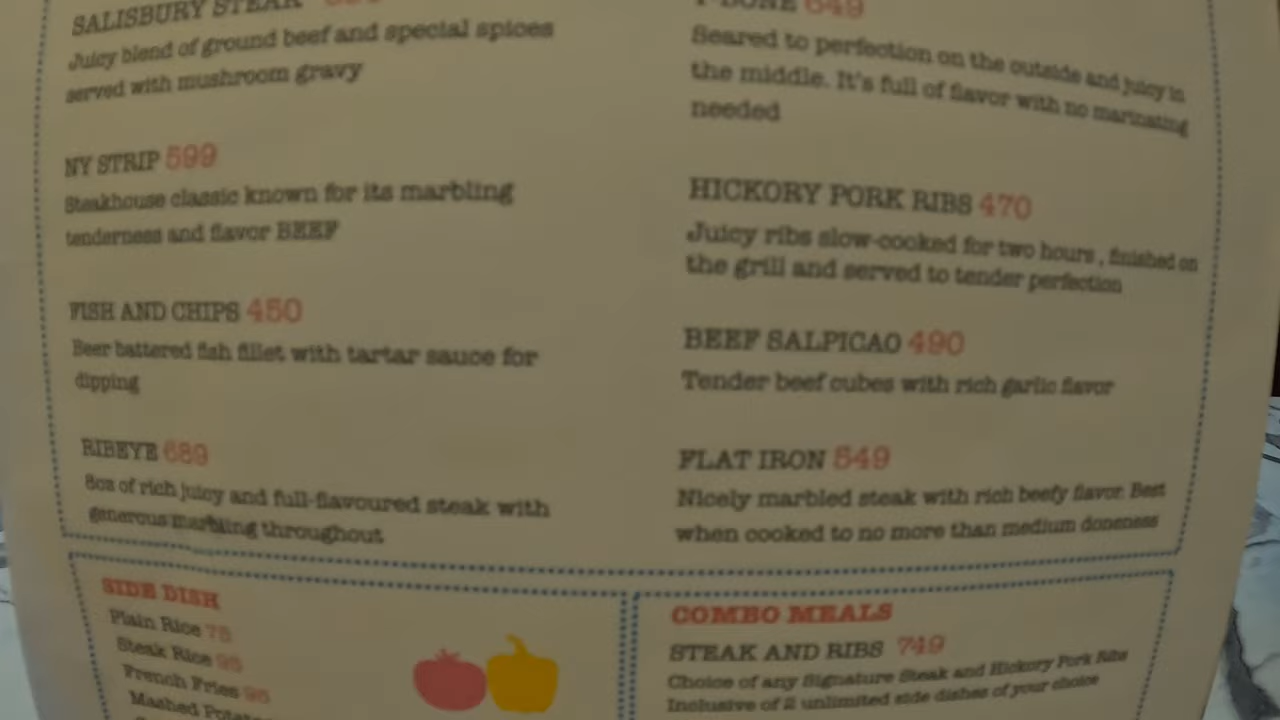 SALISBURY STEAK
Juicy blend of ground beef and special spices
served with mushroom gravy
NY STRIP 599
Steakhouse classic known for its marbling
tenderness and flavor BEEF
FISH AND CHIPS 450
Beer battered fish fillet with tartar sauce for
dipping
RIBEYE 689
8oz of rich juicy and full-flavoured steak with
generous marbling throughout
T-BONE 649
Seared to perfection on the outside and juicy in
the middle. It's full of flavor with no marinating
needed
HICKORY PORK RIBS 470
Juicy ribs slow-cooked for two hours , finished on
the grill and served to tender perfection
BEEF SALPICAO 490
Tender beef cubes with rich garlic flavor
FLAT IRON 549
Nicely marbled steak with rich beefy flavor. Best
when cooked to no more than medium doneness
SIDE DISH
Plain Rice 75
Steak Rice 95
French Fries 95
Mashed
COMBO MEALS
STEAK AND RIBS 749
Choice of any Signature Steak and Hickory Pork Ribs
Inclusive of 2 unlimited side dishes of your choice